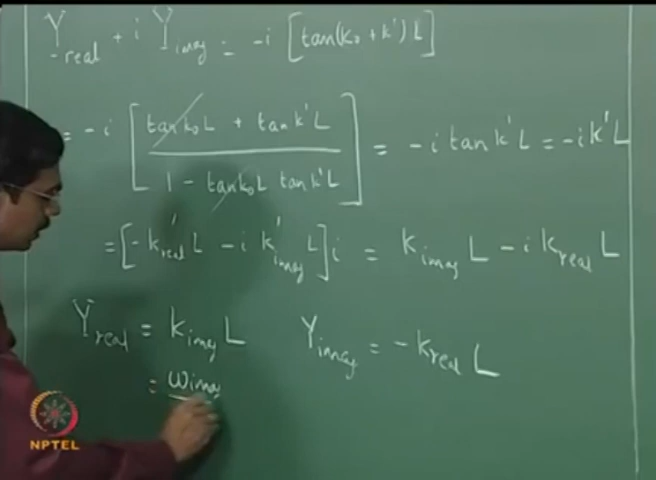 Y_real + i Y_imag = -i [tan(k₀ + k')L]
= -i [(tan k₀L + tan k'L) / (1 - tan k₀L tan k'L)] = -i tan k'L = -i k'L
= [-k'_real L - i k'_imag L] i = k_imag L - i k_real L
Y_real = k_imag L Y_imag = -k_real L
= ω_imag
NPTEL